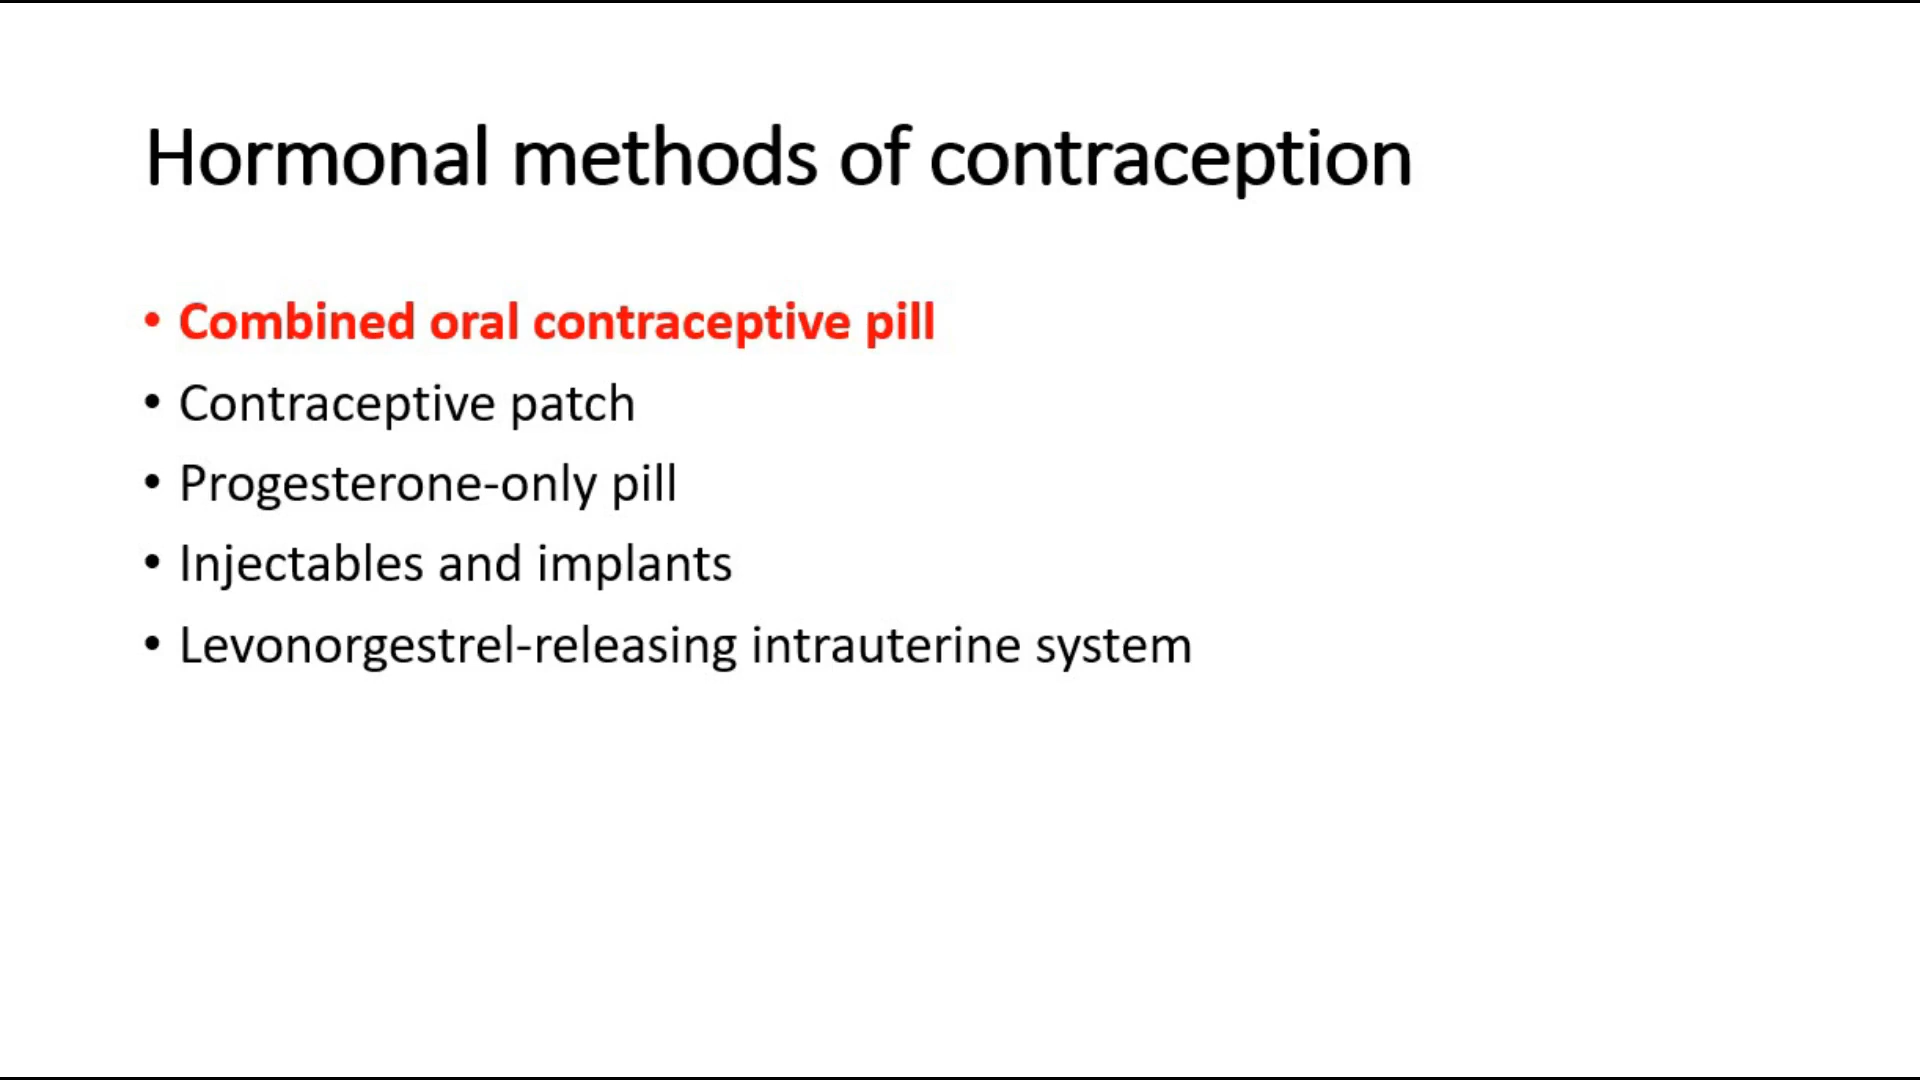 Hormonal methods of contraception
• Combined oral contraceptive pill
• Contraceptive patch
• Progesterone-only pill
• Injectables and implants
• Levonorgestrel-releasing intrauterine system